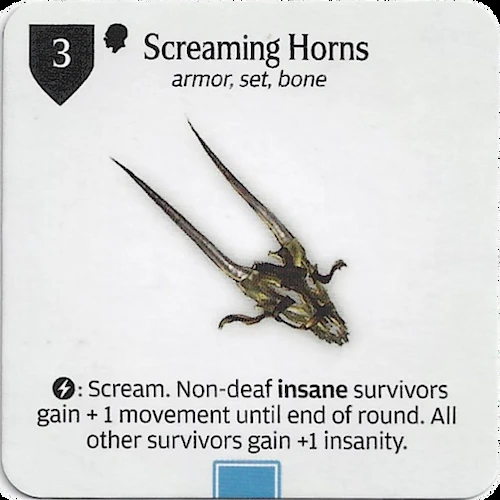 3
Screaming Horns
armor, set, bone
: Scream. Non-deaf insane survivors
gain + 1 movement until end of round. All
other survivors gain +1 insanity.